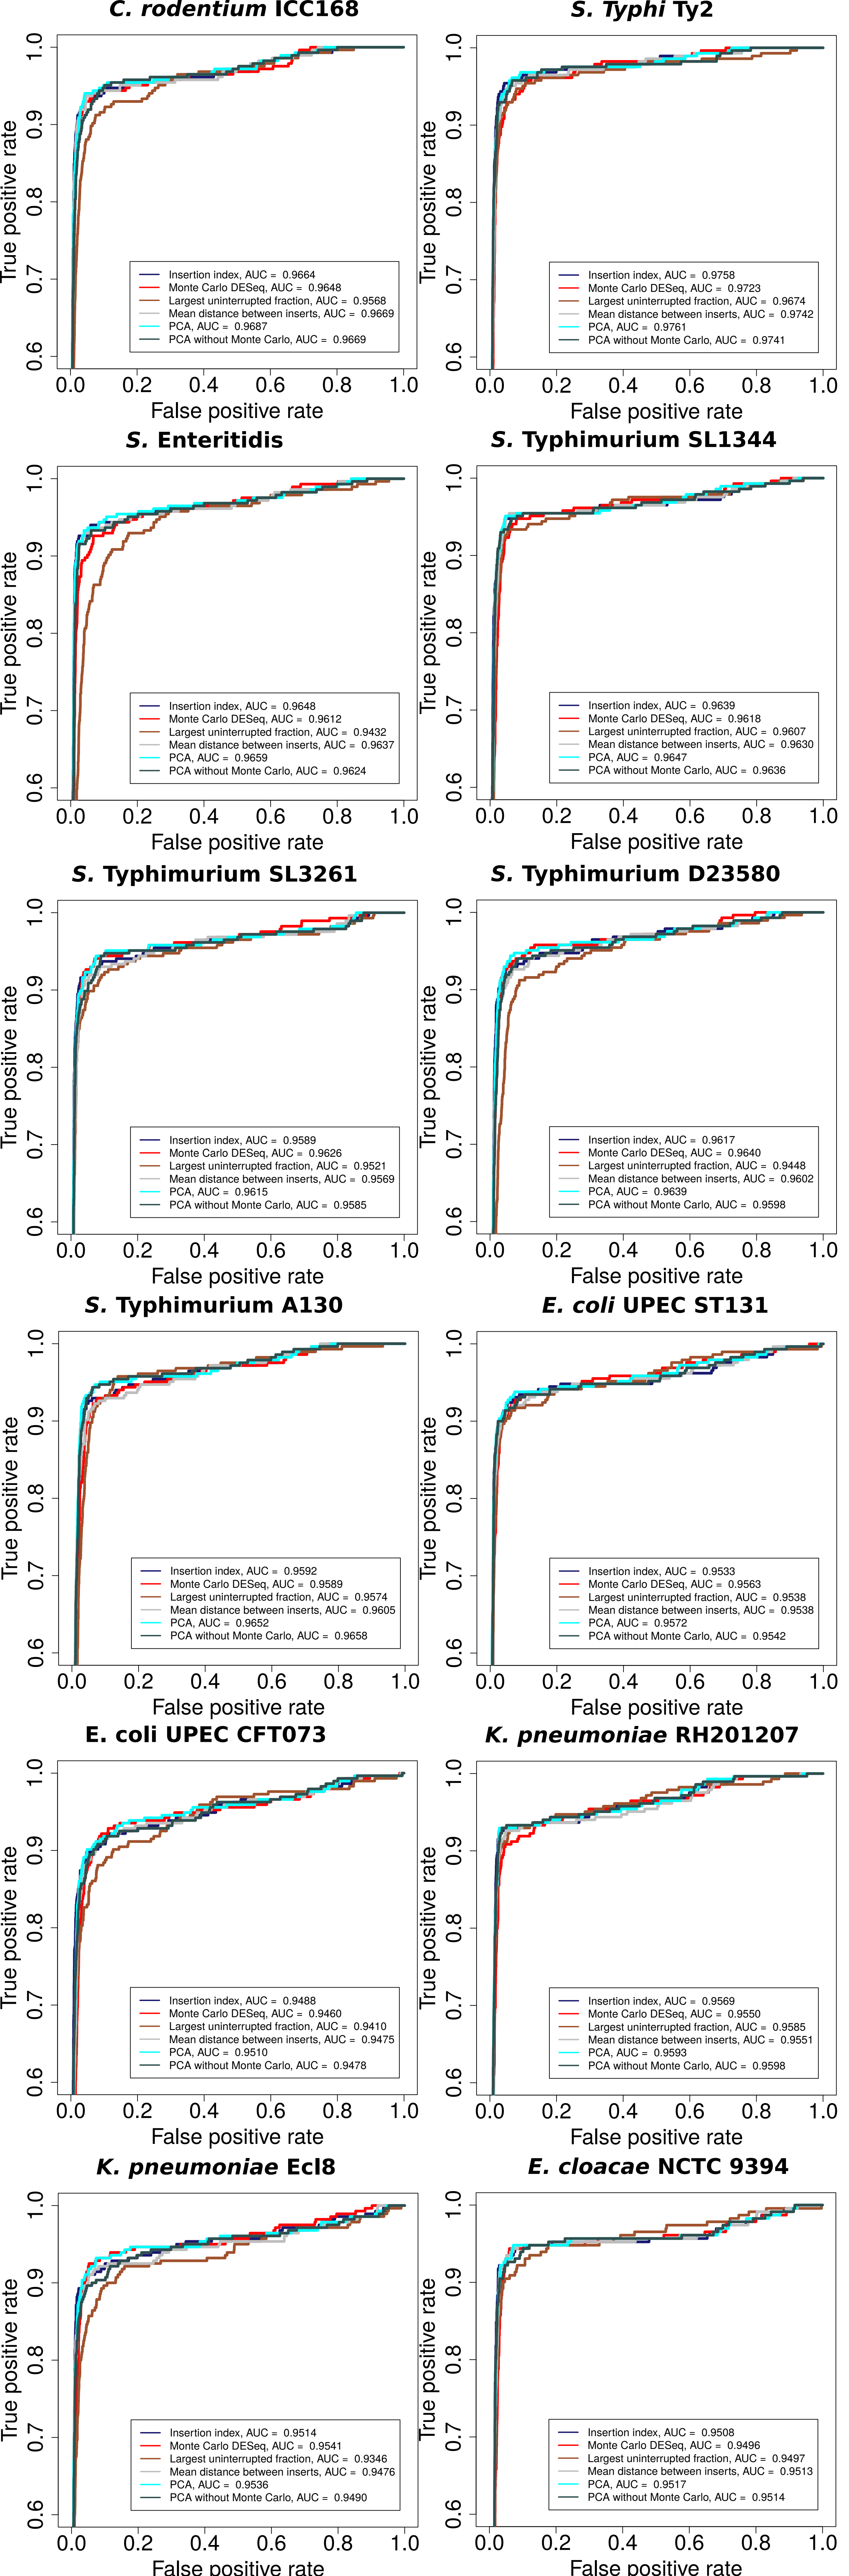 C. rodentium ICC168
True positive rate
1.0
0.9
0.8
0.7
0.6
Insertion index, AUC = 0.9664
Monte Carlo DESeq, AUC = 0.9648
Largest uninterrupted fraction, AUC = 0.9568
Mean distance between inserts, AUC = 0.9669
PCA, AUC = 0.9687
PCA without Monte Carlo, AUC = 0.9669
0.0 0.2 0.4 0.6 0.8 1.0
False positive rate
S. Typhi Ty2
True positive rate
1.0
0.9
0.8
0.7
0.6
Insertion index, AUC = 0.9758
Monte Carlo DESeq, AUC = 0.9723
Largest uninterrupted fraction, AUC = 0.9674
Mean distance between inserts, AUC = 0.9742
PCA, AUC = 0.9761
PCA without Monte Carlo, AUC = 0.9741
0.0 0.2 0.4 0.6 0.8 1.0
False positive rate
S. Enteritidis
True positive rate
1.0
0.9
0.8
0.7
0.6
Insertion index, AUC = 0.9648
Monte Carlo DESeq, AUC = 0.9612
Largest uninterrupted fraction, AUC = 0.9432
Mean distance between inserts, AUC = 0.9637
PCA, AUC = 0.9659
PCA without Monte Carlo, AUC = 0.9624
0.0 0.2 0.4 0.6 0.8 1.0
False positive rate
S. Typhimurium SL1344
True positive rate
1.0
0.9
0.8
0.7
0.6
Insertion index, AUC = 0.9639
Monte Carlo DESeq, AUC = 0.9618
Largest uninterrupted fraction, AUC = 0.9607
Mean distance between inserts, AUC = 0.9630
PCA, AUC = 0.9647
PCA without Monte Carlo, AUC = 0.9636
0.0 0.2 0.4 0.6 0.8 1.0
False positive rate
S. Typhimurium SL3261
True positive rate
1.0
0.9
0.8
0.7
0.6
Insertion index, AUC = 0.9589
Monte Carlo DESeq, AUC = 0.9626
Largest uninterrupted fraction, AUC = 0.9521
Mean distance between inserts, AUC = 0.9569
PCA, AUC = 0.9615
PCA without Monte Carlo, AUC = 0.9585
0.0 0.2 0.4 0.6 0.8 1.0
False positive rate
S. Typhimurium D23580
True positive rate
1.0
0.9
0.8
0.7
0.6
Insertion index, AUC = 0.9617
Monte Carlo DESeq, AUC = 0.9640
Largest uninterrupted fraction, AUC = 0.9448
Mean distance between inserts, AUC = 0.9602
PCA, AUC = 0.9639
PCA without Monte Carlo, AUC = 0.9598
0.0 0.2 0.4 0.6 0.8 1.0
False positive rate
S. Typhimurium A130
True positive rate
1.0
0.9
0.8
0.7
0.6
Insertion index, AUC = 0.9592
Monte Carlo DESeq, AUC = 0.9589
Largest uninterrupted fraction, AUC = 0.9574
Mean distance between inserts, AUC = 0.9605
PCA, AUC = 0.9652
PCA without Monte Carlo, AUC = 0.9658
0.0 0.2 0.4 0.6 0.8 1.0
False positive rate
E. coli UPEC ST131
True positive rate
1.0
0.9
0.8
0.7
0.6
Insertion index, AUC = 0.9533
Monte Carlo DESeq, AUC = 0.9563
Largest uninterrupted fraction, AUC = 0.9538
Mean distance between inserts, AUC = 0.9538
PCA, AUC = 0.9572
PCA without Monte Carlo, AUC = 0.9542
0.0 0.2 0.4 0.6 0.8 1.0
False positive rate
E. coli UPEC CFT073
True positive rate
1.0
0.9
0.8
0.7
0.6
Insertion index, AUC = 0.9488
Monte Carlo DESeq, AUC = 0.9460
Largest uninterrupted fraction, AUC = 0.9410
Mean distance between inserts, AUC = 0.9475
PCA, AUC = 0.9510
PCA without Monte Carlo, AUC = 0.9478
0.0 0.2 0.4 0.6 0.8 1.0
False positive rate
K. pneumoniae RH201207
True positive rate
1.0
0.9
0.8
0.7
0.6
Insertion index, AUC = 0.9569
Monte Carlo DESeq, AUC = 0.9550
Largest uninterrupted fraction, AUC = 0.9585
Mean distance between inserts, AUC = 0.9551
PCA, AUC = 0.9593
PCA without Monte Carlo, AUC = 0.9598
0.0 0.2 0.4 0.6 0.8 1.0
False positive rate
K. pneumoniae Ecl8
True positive rate
1.0
0.9
0.8
0.7
0.6
Insertion index, AUC = 0.9514
Monte Carlo DESeq, AUC = 0.9541
Largest uninterrupted fraction, AUC = 0.9346
Mean distance between inserts, AUC = 0.9476
PCA, AUC = 0.9536
PCA without Monte Carlo, AUC = 0.9490
0.0 0.2 0.4 0.6 0.8 1.0
False positive rate
E. cloacae NCTC 9394
True positive rate
1.0
0.9
0.8
0.7
0.6
Insertion index, AUC = 0.9508
Monte Carlo DESeq, AUC = 0.9496
Largest uninterrupted fraction, AUC = 0.9497
Mean distance between inserts, AUC = 0.9513
PCA, AUC = 0.9517
PCA without Monte Carlo, AUC = 0.9514
0.0 0.2 0.4 0.6 0.8 1.0
False positive rate